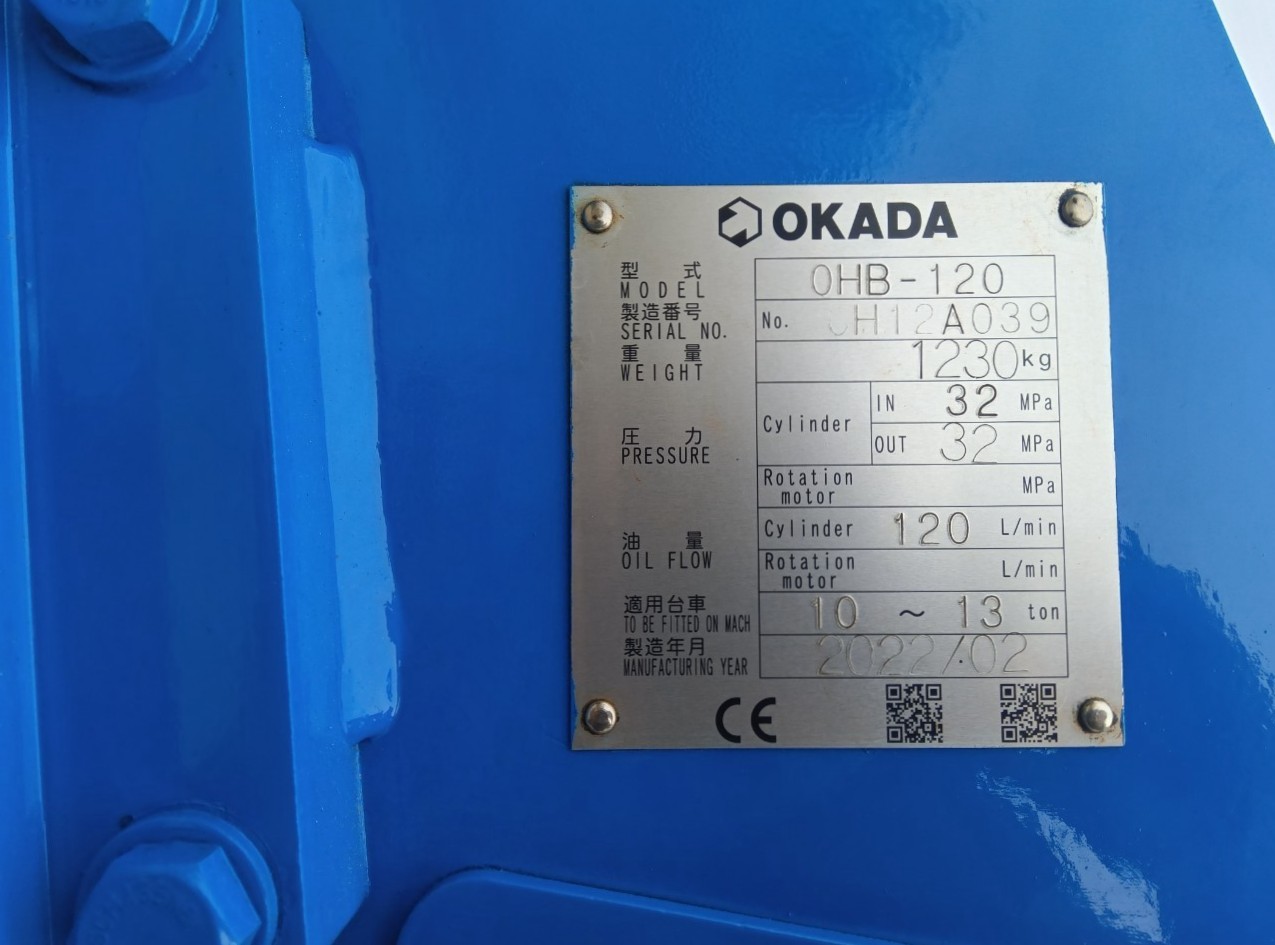 OKADA
型式 OHB-120
MODEL
製造番号 No. OH12A039
SERIAL NO.
重量 1230kg
WEIGHT
圧力 Cylinder IN 32 MPa
PRESSURE OUT 32 MPa
Rotation motor MPa
油量 Cylinder 120 L/min
OIL FLOW Rotation motor L/min
適用台車 10 ~ 13 ton
TO BE FITTED ON MACH
製造年月 2022/02
MANUFACTURING YEAR
CE